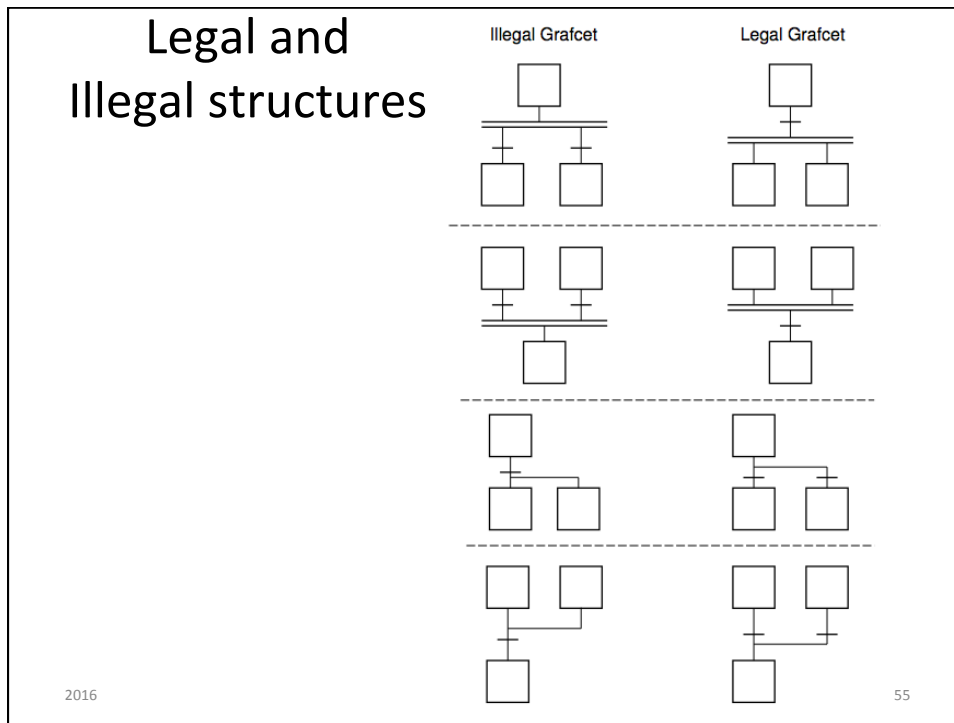 Legal and
Illegal structures
Illegal Grafcet
Legal Grafcet
2016
55